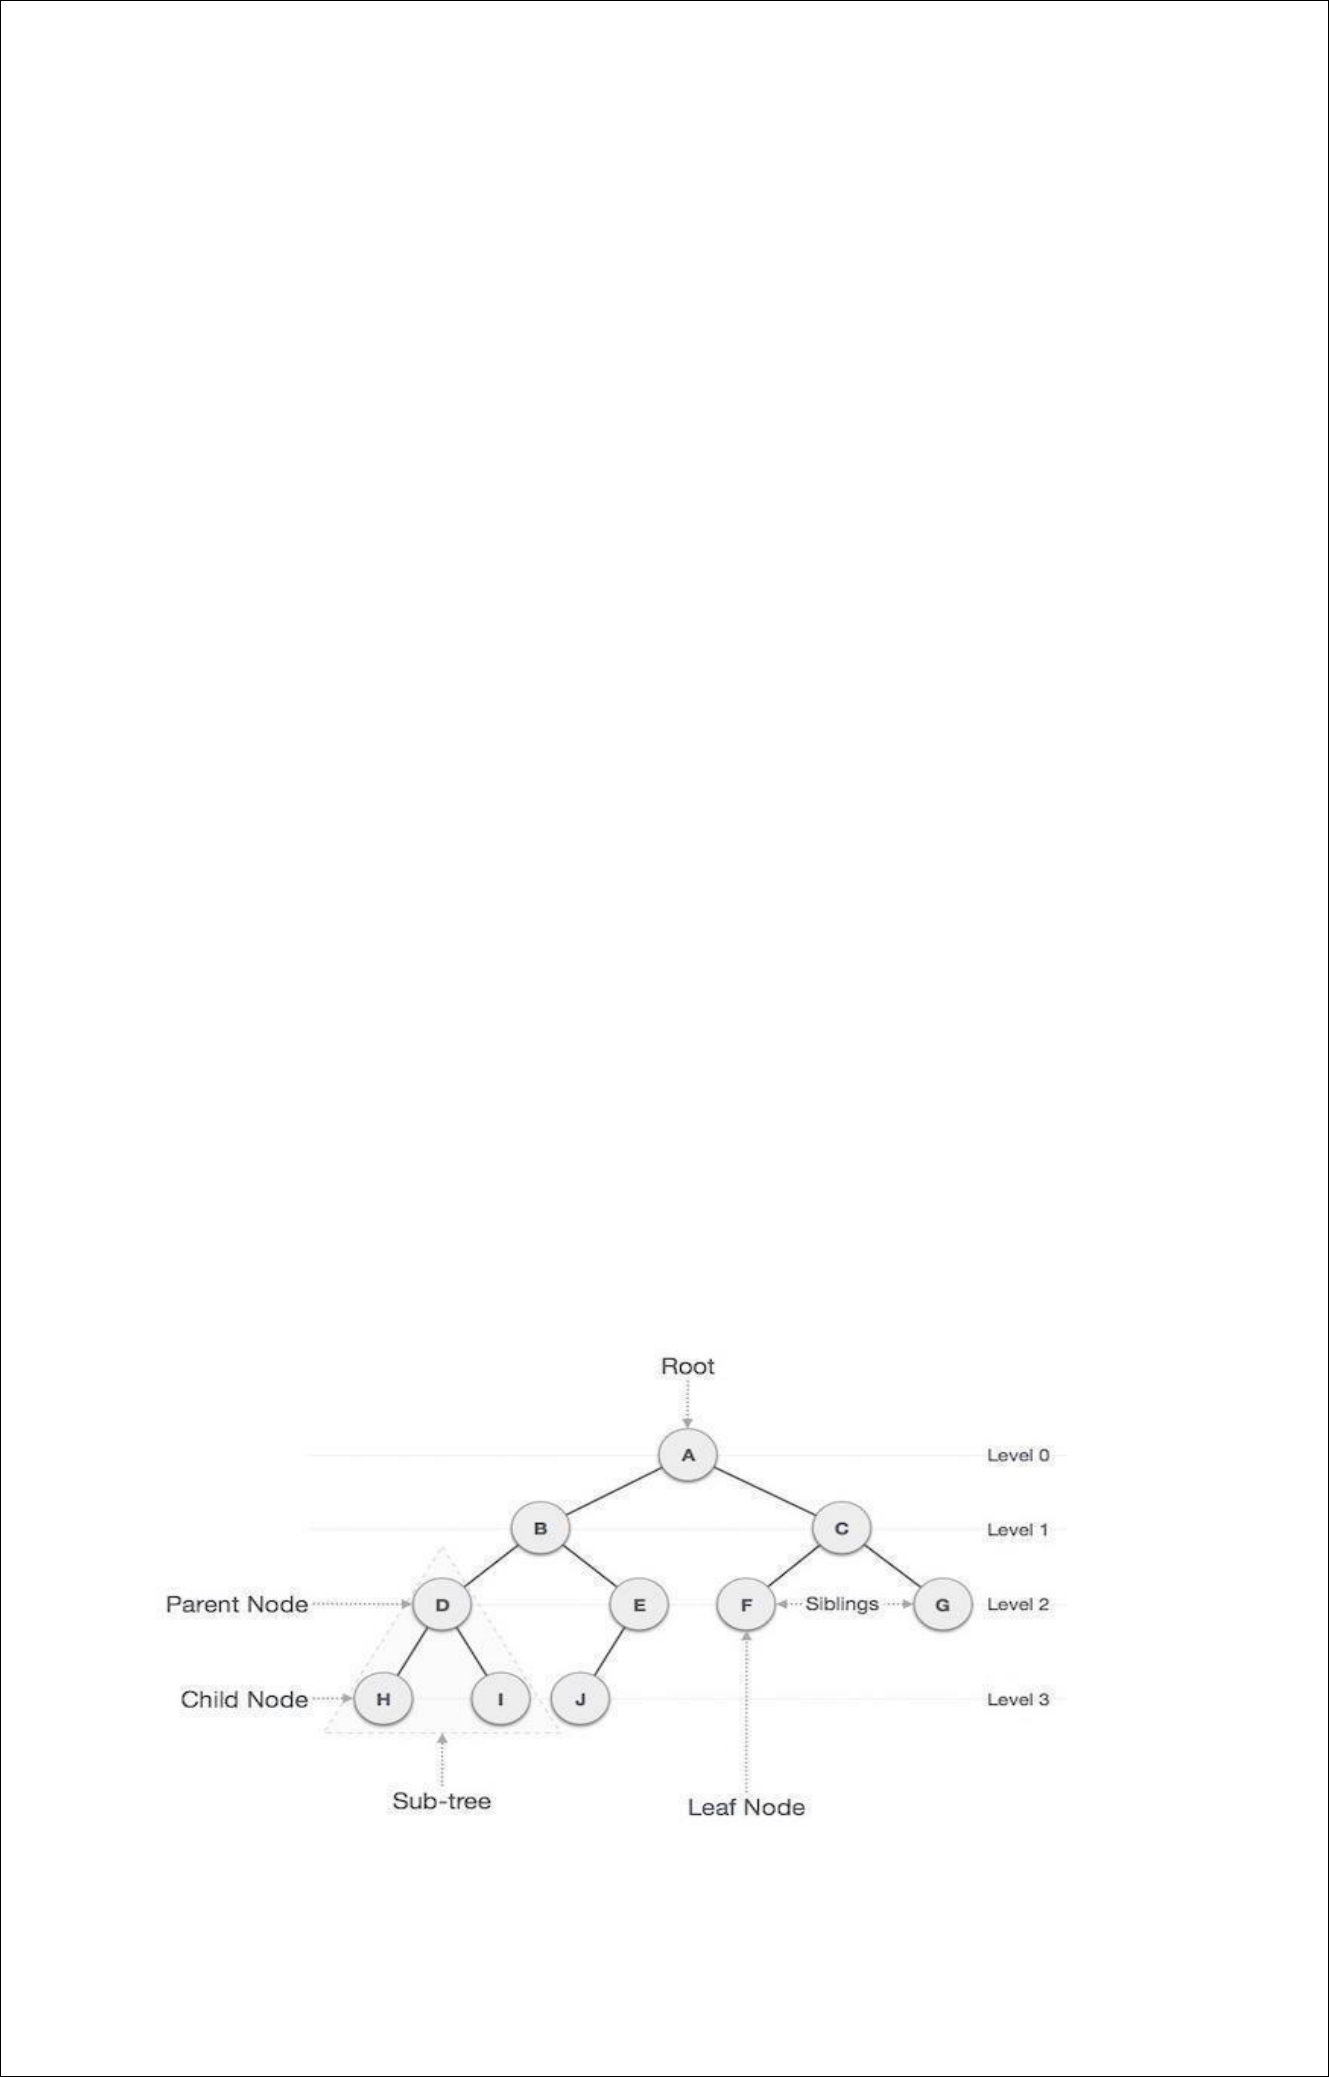 Root
A Level 0
B C Level 1
Parent Node D E F Siblings G Level 2
Child Node H I J Level 3
Sub-tree
Leaf Node